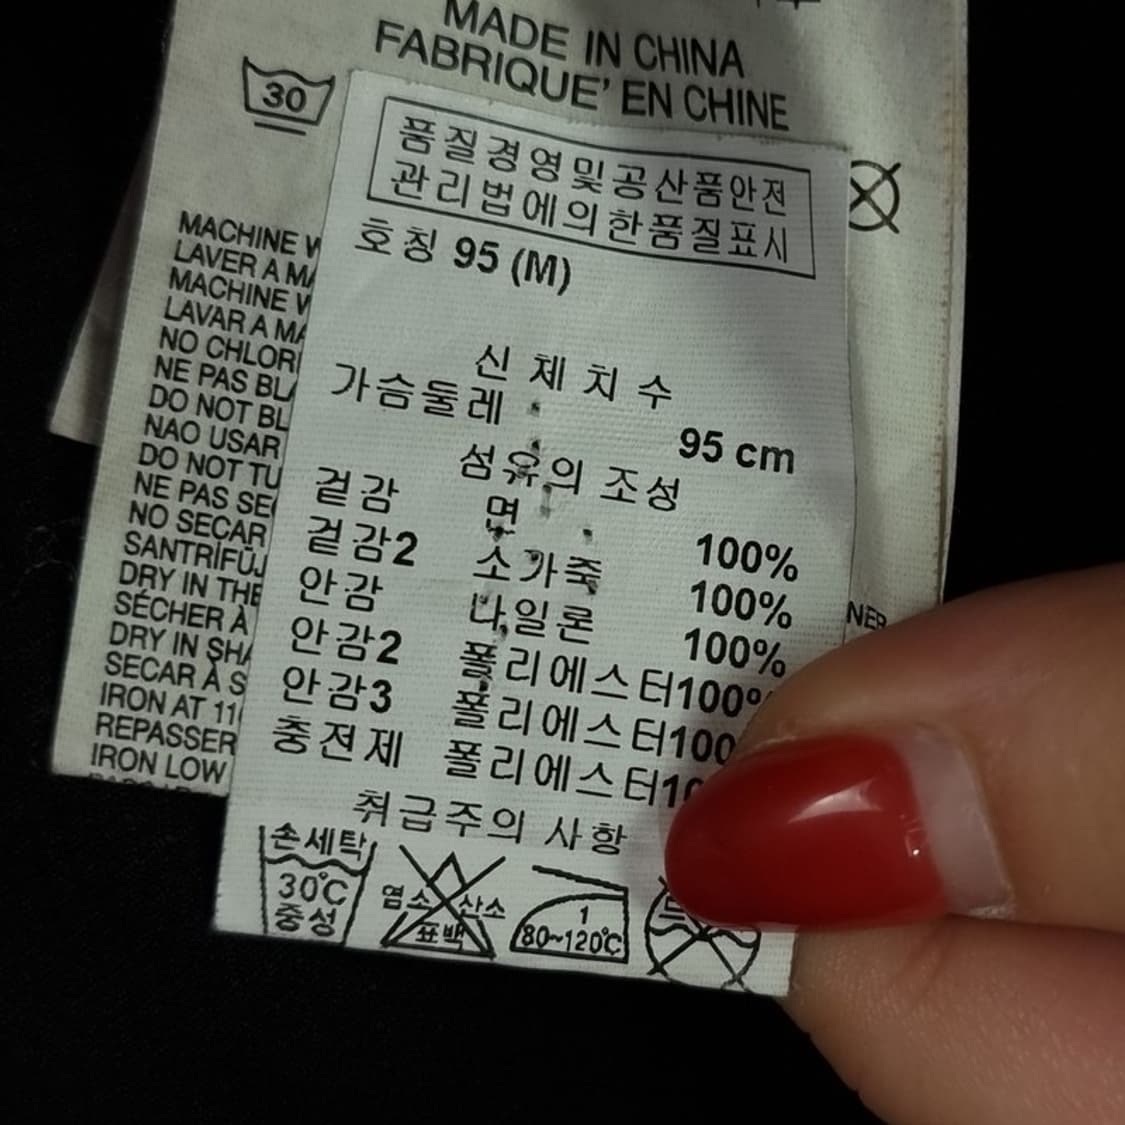 MADE IN CHINA
FABRIQUE' EN CHINE
30
품질경영및공산품안전
관리법에의한품질표시
호칭 95 (M)
신체치수
가슴둘레 95 cm
섬유의 조성
겉감 면 100%
겉감2 소가죽 100%
안감 나일론 100%
안감2 폴리에스터100%
안감3 폴리에스터100
충전제 폴리에스터
취급주의 사항
손세탁
30℃
중성
염소 산소
표백
1
80~120℃
MACHINE
LAVER A
MACHINE
LAVAR A
NO
NE PAS
DO NOT
NAO USAR
DO NOT
NE PAS
NO SECAR
DRY IN THE
SÉCHER À
DRY IN
SECAR À
IRON AT
REPASSER
IRON LOW